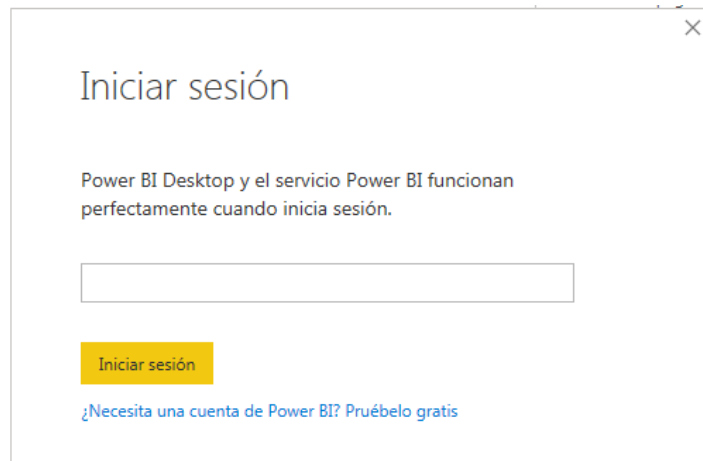 Iniciar sesión
Power BI Desktop y el servicio Power BI funcionan
perfectamente cuando inicia sesión.
Iniciar sesión
¿Necesita una cuenta de Power BI? Pruébelo gratis